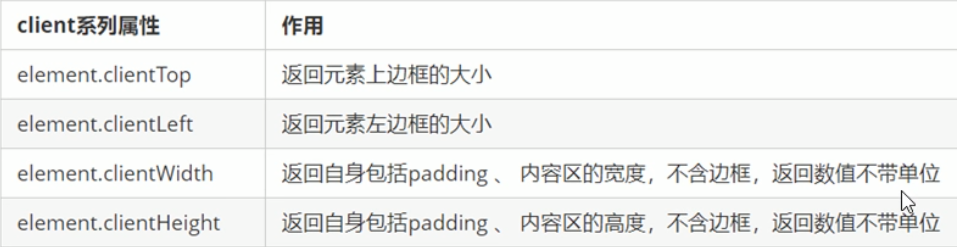 client系列属性 作用
element.clientTop 返回元素上边框的大小
element.clientLeft 返回元素左边框的大小
element.clientWidth 返回自身包括padding 、 内容区的宽度，不含边框，返回数值不带单位
element.clientHeight 返回自身包括padding 、 内容区的高度，不含边框，返回数值不带单位